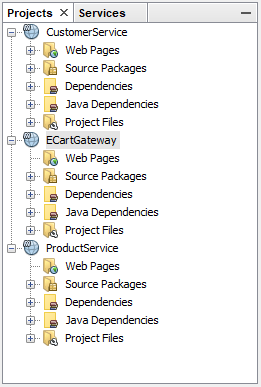 Projects Services
CustomerService
Web Pages
Source Packages
Dependencies
Java Dependencies
Project Files
ECartGateway
Web Pages
Source Packages
Dependencies
Java Dependencies
Project Files
ProductService
Web Pages
Source Packages
Dependencies
Java Dependencies
Project Files